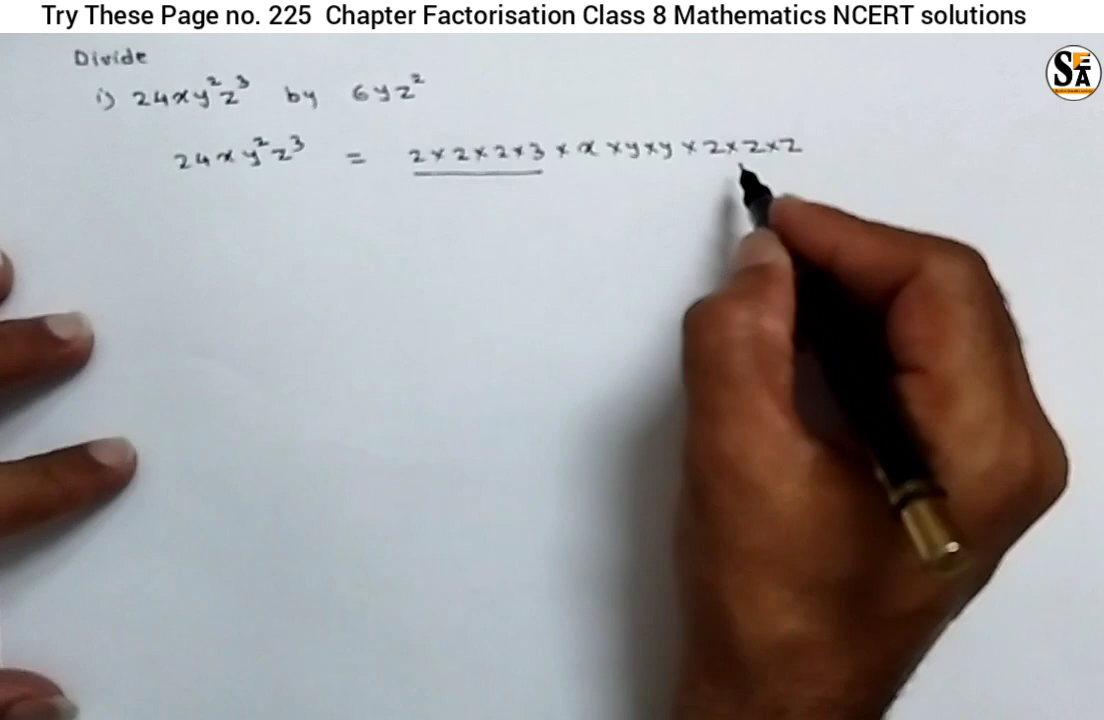 Try These Page no. 225 Chapter Factorisation Class 8 Mathematics NCERT solutions
SFEA
Divide
i) 24xy²z³ by 6yz²
24xy²z³ = 2×2×2×3×x×y×y×z×z×z